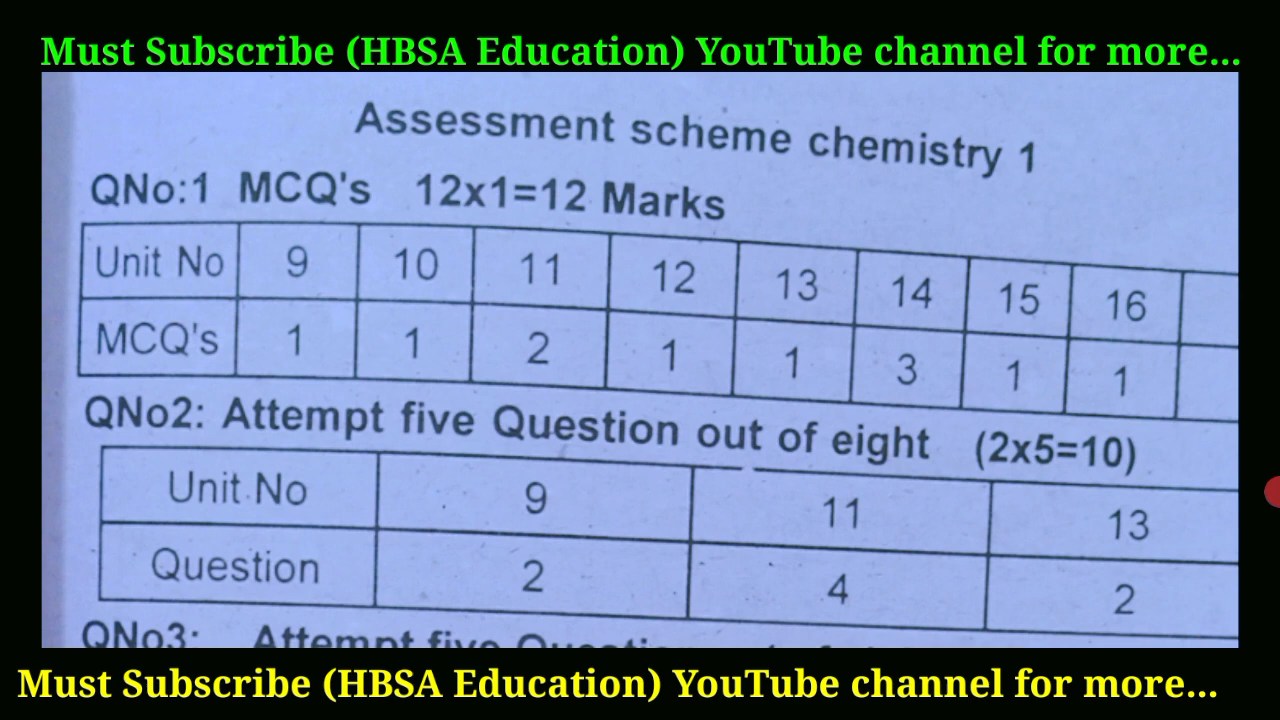 Must Subscribe (HBSA Education) YouTube channel for more...
Assessment scheme chemistry 1
QNo:1 MCQ's 12x1=12 Marks
Unit No 9 10 11 12 13 14 15 16
MCQ's 1 1 2 1 1 3 1 1
QNo2: Attempt five Question out of eight (2x5=10)
Unit No 9 11 13
Question 2 4 2
QNo3: Attempt five
Must Subscribe (HBSA Education) YouTube channel for more...